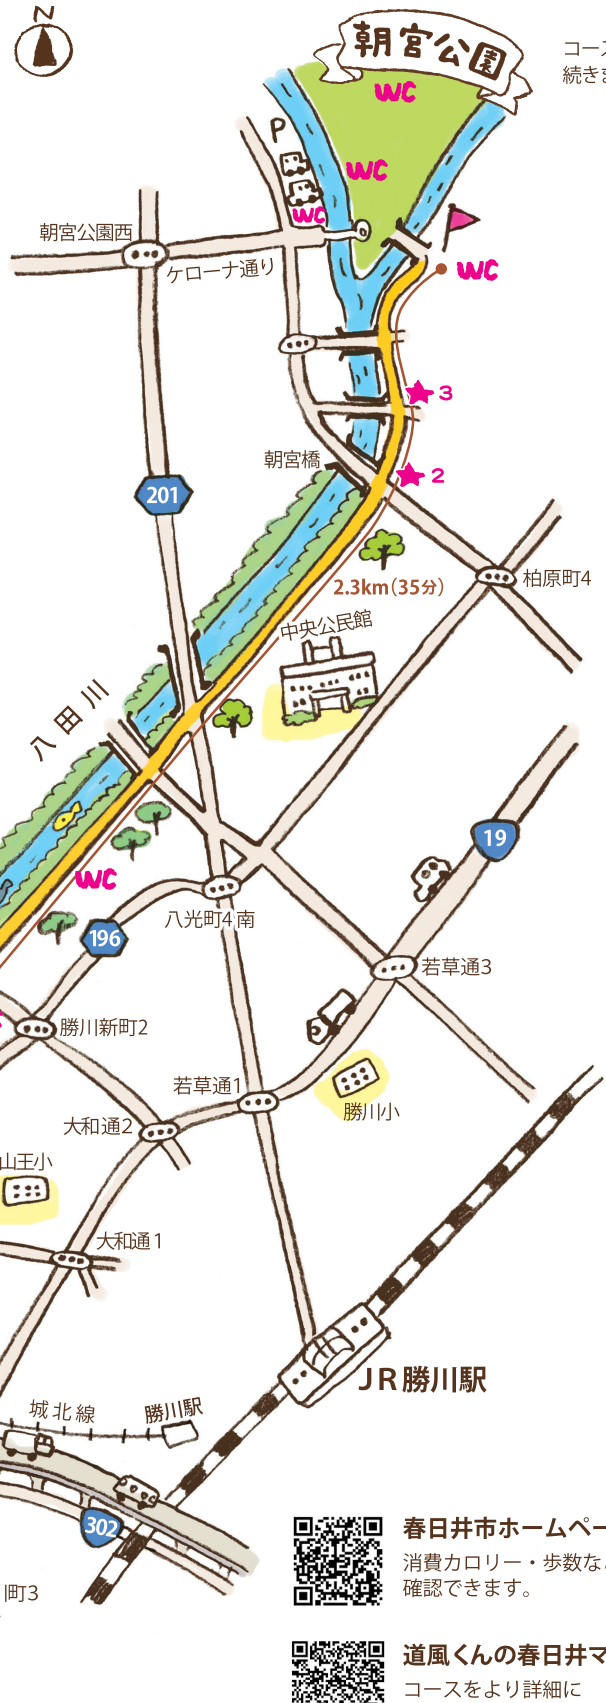 N
朝宮公園
コース
続きま
WC
P
WC
WC
朝宮公園西
ケローナ通り
WC
3
朝宮橋
2
201
柏原町4
2.3km(35分)
中央公民館
八田川
19
WC
八光町4南
196
若草通3
勝川新町2
若草通1
勝川小
大和通2
山王小
大和通1
JR勝川駅
城北線
勝川駅
302
春日井市ホームペー
消費カロリー・歩数な
確認できます。
町3
道風くんの春日井マ
コースをより詳細に